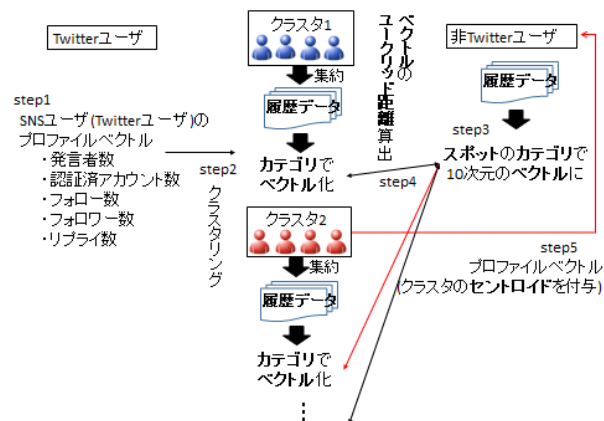 Twitterユーザ
step1
SNSユーザ(Twitterユーザ)の
プロファイルベクトル
・発言者数
・認証済アカウント数
・フォロー数
・フォロワー数
・リプライ数
step2
クラスタリング
クラスタ1
集約
履歴データ
カテゴリで
ベクトル化
クラスタ2
集約
履歴データ
カテゴリで
ベクトル化
⋮
ベクトルの
ユークリッド距離
算出
step4
非Twitterユーザ
履歴データ
step3
スポットのカテゴリで
10次元のベクトルに
step5
プロファイルベクトル
(クラスタのセントロイドを付与)